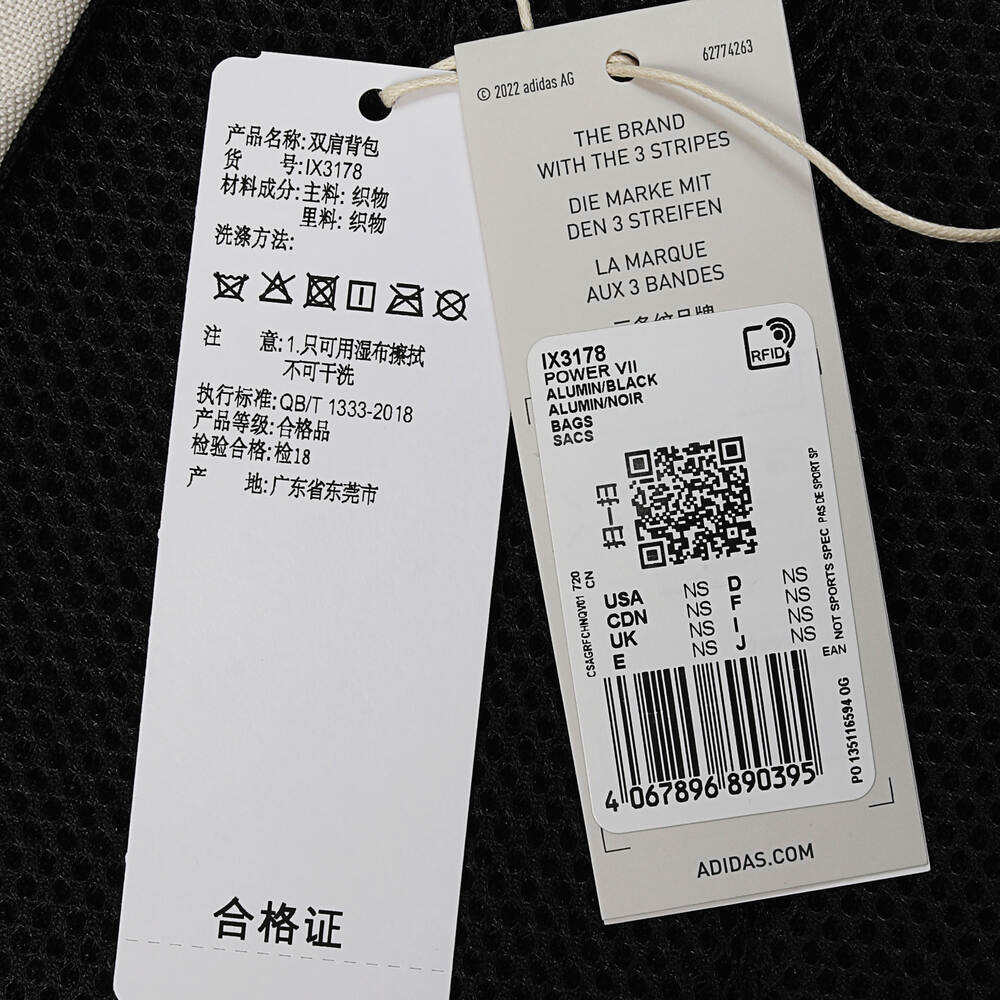 产品名称:双肩背包
货 号:IX3178
材料成分:主料: 织物
里料: 织物
洗涤方法:
注 意:1.只可用湿布擦拭
不可干洗
执行标准:QB/T 1333-2018
产品等级:合格品
检验合格:检18
产 地:广东省东莞市
合格证
© 2022 adidas AG
62774263
THE BRAND
WITH THE 3 STRIPES
DIE MARKE MIT
DEN 3 STREIFEN
LA MARQUE
AUX 3 BANDES
IX3178
POWER VII
ALUMIN/BLACK
ALUMIN/NOIR
BAGS
SACS
RFID
扫一扫
CSAGRFCHNQV01 720
CN
USA NS D NS
CDN NS F NS
UK NS I NS
E NS J NS
EAN NOT SPORTS SPEC PAS DE SPORT SP
4 067896 890395
PO 135116594 OG
ADIDAS.COM